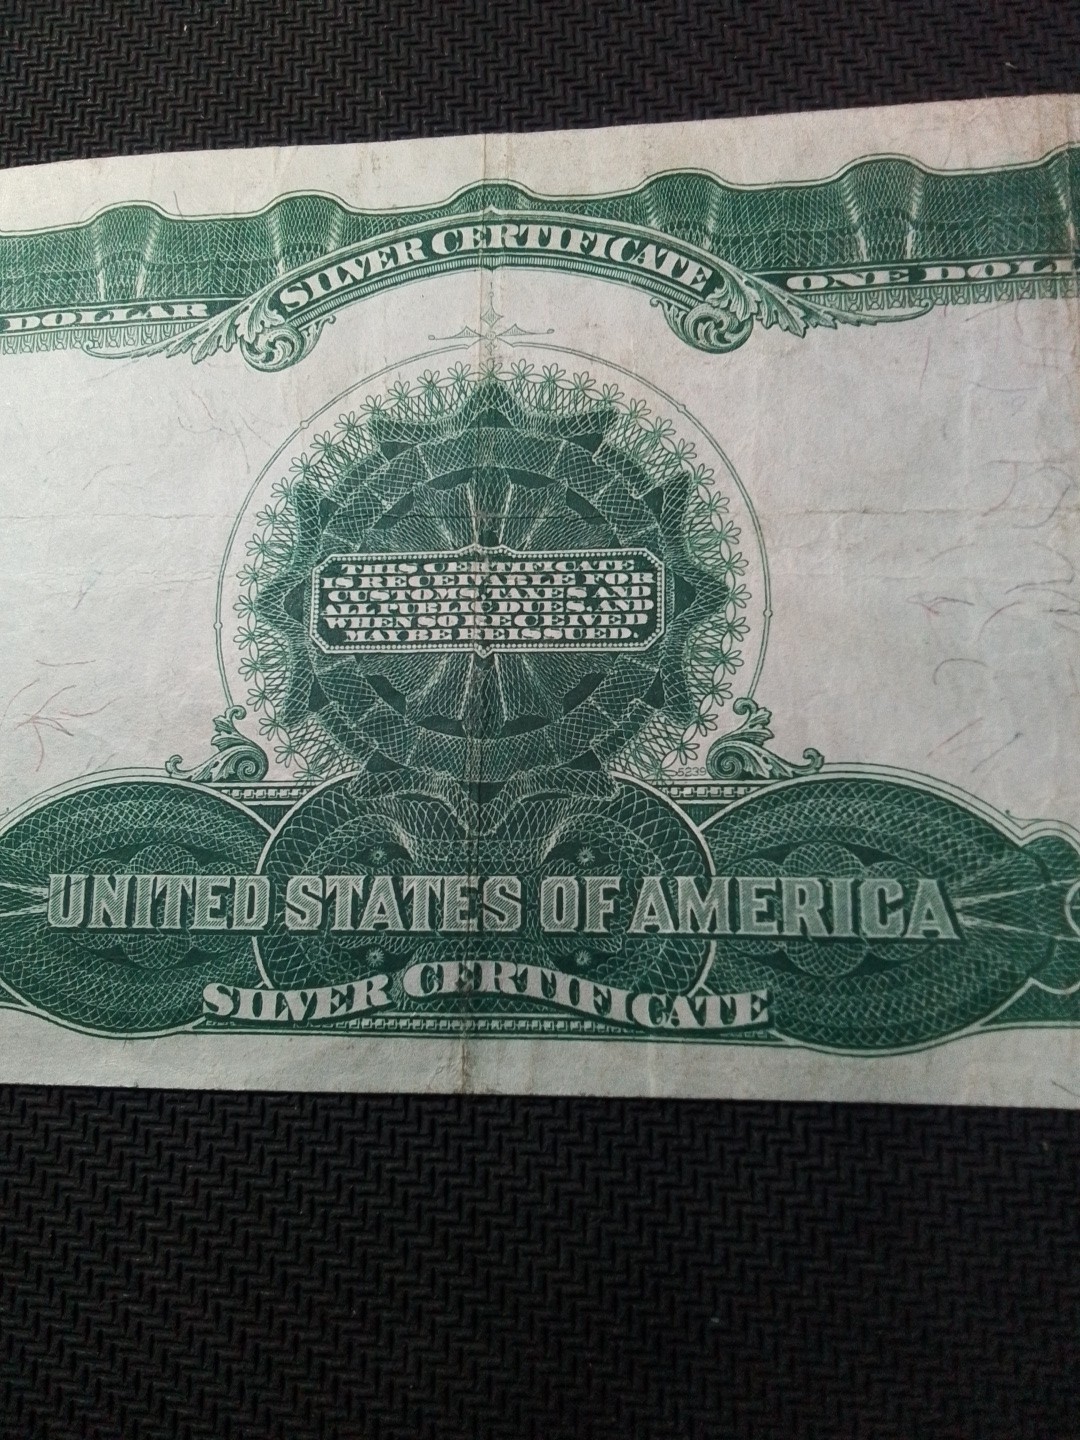 SILVER CERTIFICATE
DOLLAR
ONE DOL
THIS CERTIFICATE
IS RECEIVABLE FOR
CUSTOMS, TAXES AND
ALL PUBLIC DUES, AND
WHEN SO RECEIVED
MAY BE REISSUED.
5239
UNITED STATES OF AMERICA
SILVER CERTIFICATE